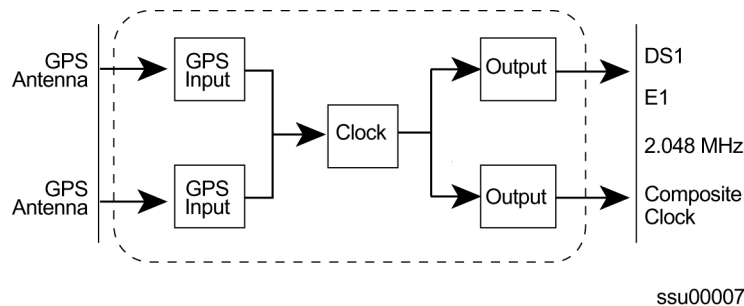 GPS
Antenna
GPS
Input
Output
DS1
E1
Clock
2.048 MHz
GPS
Antenna
GPS
Input
Output
Composite
Clock
ssu00007